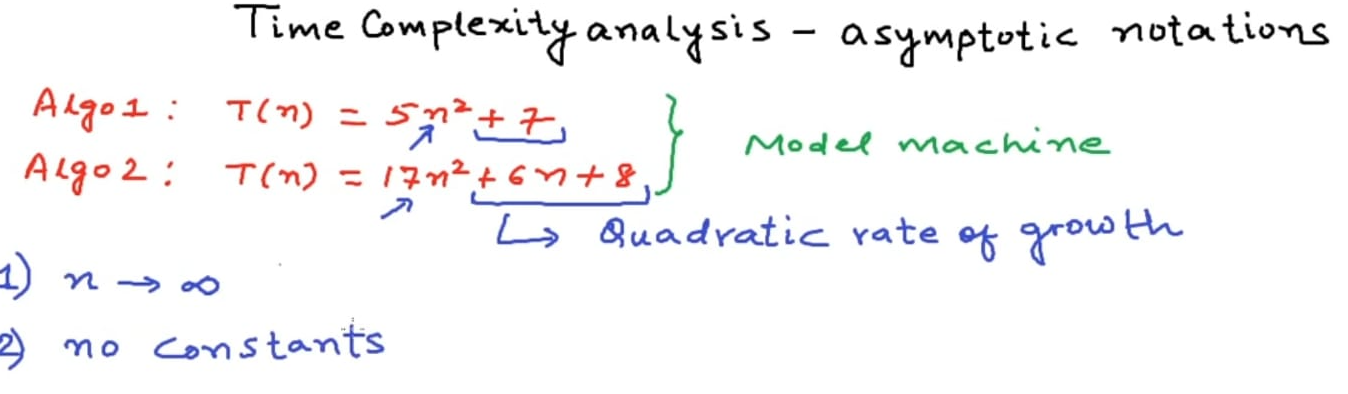 Time Complexity analysis – asymptotic notations
Algo1 : T(n) = 5n² + 7
Model machine
Algo2 : T(n) = 17n² + 6n + 8
↳ Quadratic rate of growth
1) n → ∞
2) no constants